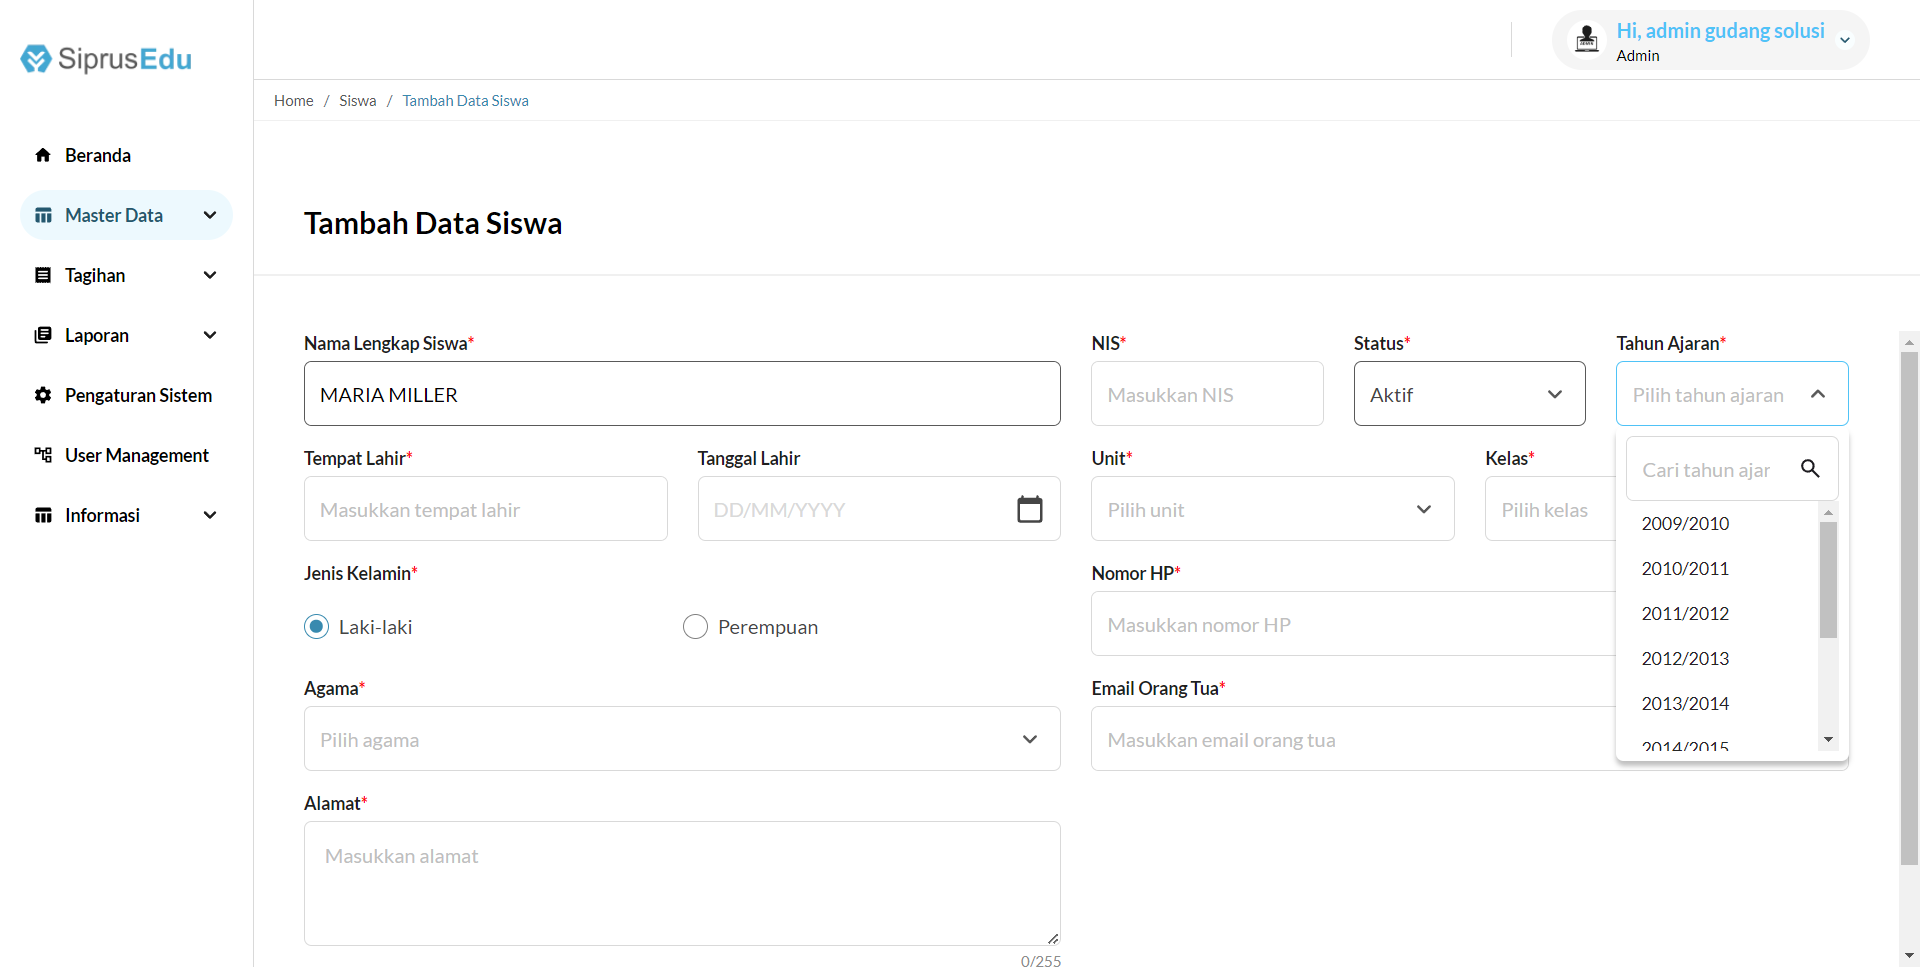 SiprusEdu
Hi, admin gudang solusi
Admin
Home / Siswa / Tambah Data Siswa
Beranda
Master Data
Tagihan
Laporan
Pengaturan Sistem
User Management
Informasi
Tambah Data Siswa
Nama Lengkap Siswa*
MARIA MILLER
NIS*
Masukkan NIS
Status*
Aktif
Tahun Ajaran*
Pilih tahun ajaran
Cari tahun ajar
2009/2010
2010/2011
2011/2012
2012/2013
2013/2014
2014/2015
Tempat Lahir*
Masukkan tempat lahir
Tanggal Lahir
DD/MM/YYYY
Unit*
Pilih unit
Kelas*
Pilih kelas
Jenis Kelamin*
Laki-laki
Perempuan
Nomor HP*
Masukkan nomor HP
Agama*
Pilih agama
Email Orang Tua*
Masukkan email orang tua
Alamat*
Masukkan alamat
0/255